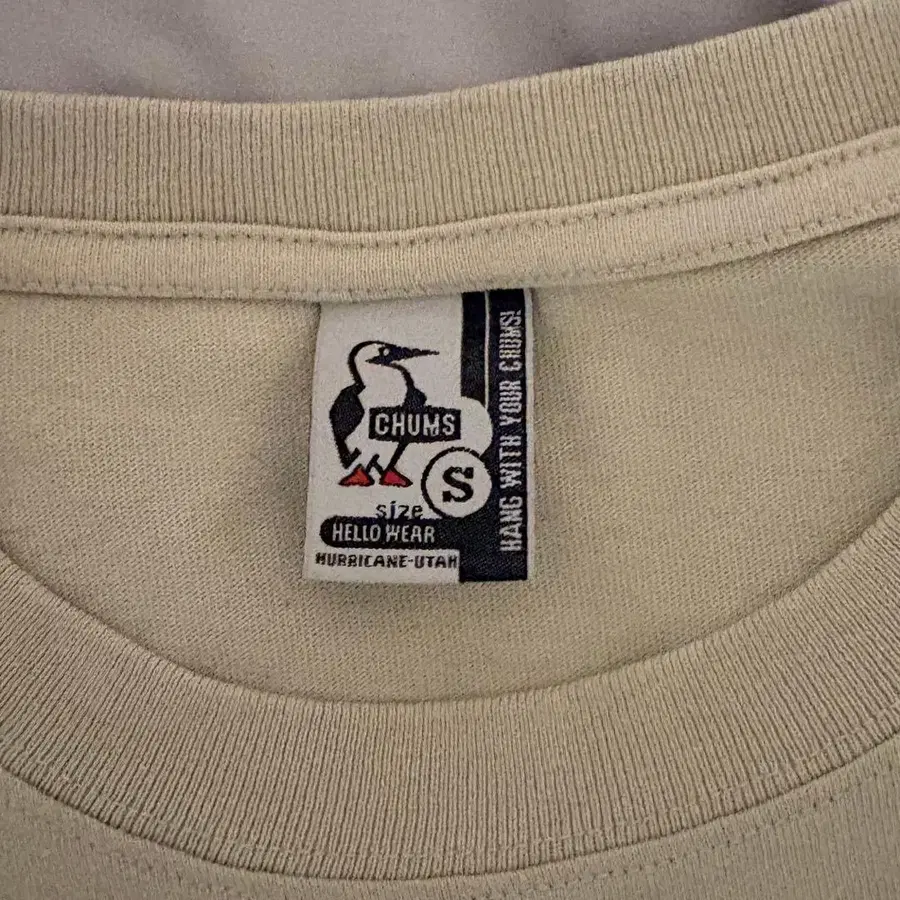 CHUMS
S
size
HELLO WEAR
HURRICANE-UTAH
HANG WITH YOUR CHUMS!